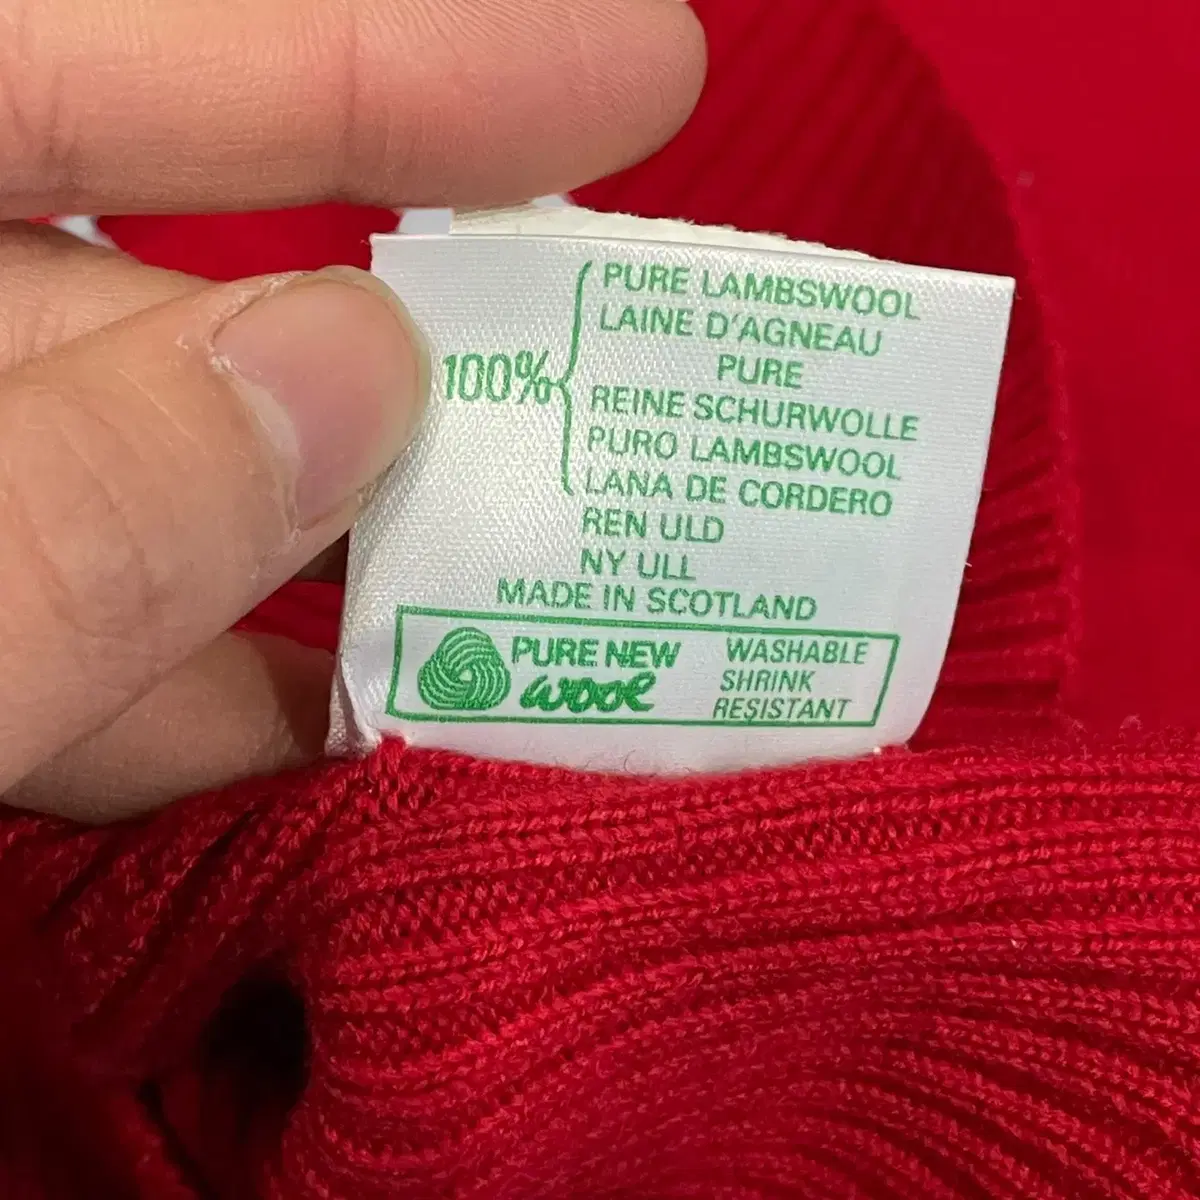 100%
PURE LAMBSWOOL
LAINE D'AGNEAU
PURE
REINE SCHURWOLLE
PURO LAMBSWOOL
LANA DE CORDERO
REN ULD
NY ULL
MADE IN SCOTLAND
PURE NEW
WOOL
WASHABLE
SHRINK
RESISTANT